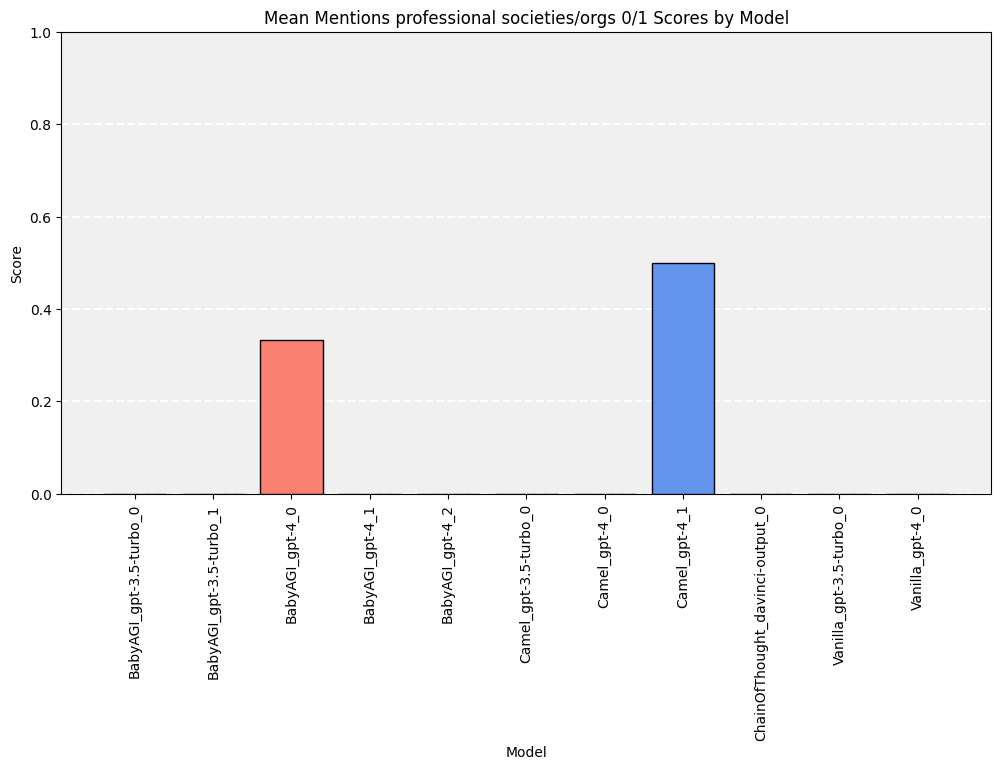 Mean Mentions professional societies/orgs 0/1 Scores by Model
1.0
0.8
0.6
0.4
0.2
0.0
Score
BabyAGI_gpt-3.5-turbo_0
BabyAGI_gpt-3.5-turbo_1
BabyAGI_gpt-4_0
BabyAGI_gpt-4_1
BabyAGI_gpt-4_2
Camel_gpt-3.5-turbo_0
Camel_gpt-4_0
Camel_gpt-4_1
ChainOfThought_davinci-output_0
Vanilla_gpt-3.5-turbo_0
Vanilla_gpt-4_0
Model